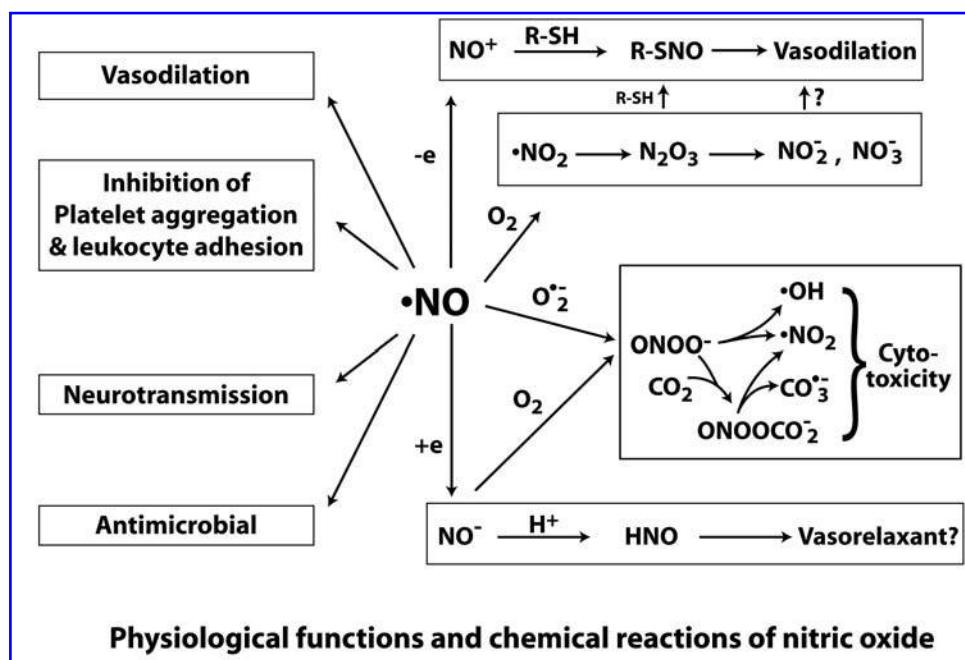 Vasodilation
Inhibition of
Platelet aggregation
& leukocyte adhesion
Neurotransmission
Antimicrobial
•NO
-e
NO⁺ R-SH R-SNO Vasodilation
R-SH ?
•NO₂ N₂O₃ NO₂⁻ , NO₃⁻
O₂
O₂•⁻
ONOO⁻
•OH
•NO₂
CO₂
CO₃•⁻
ONOOCO₂⁻
Cyto-
toxicity
O₂
+e
NO⁻ H⁺ HNO Vasorelaxant?
Physiological functions and chemical reactions of nitric oxide